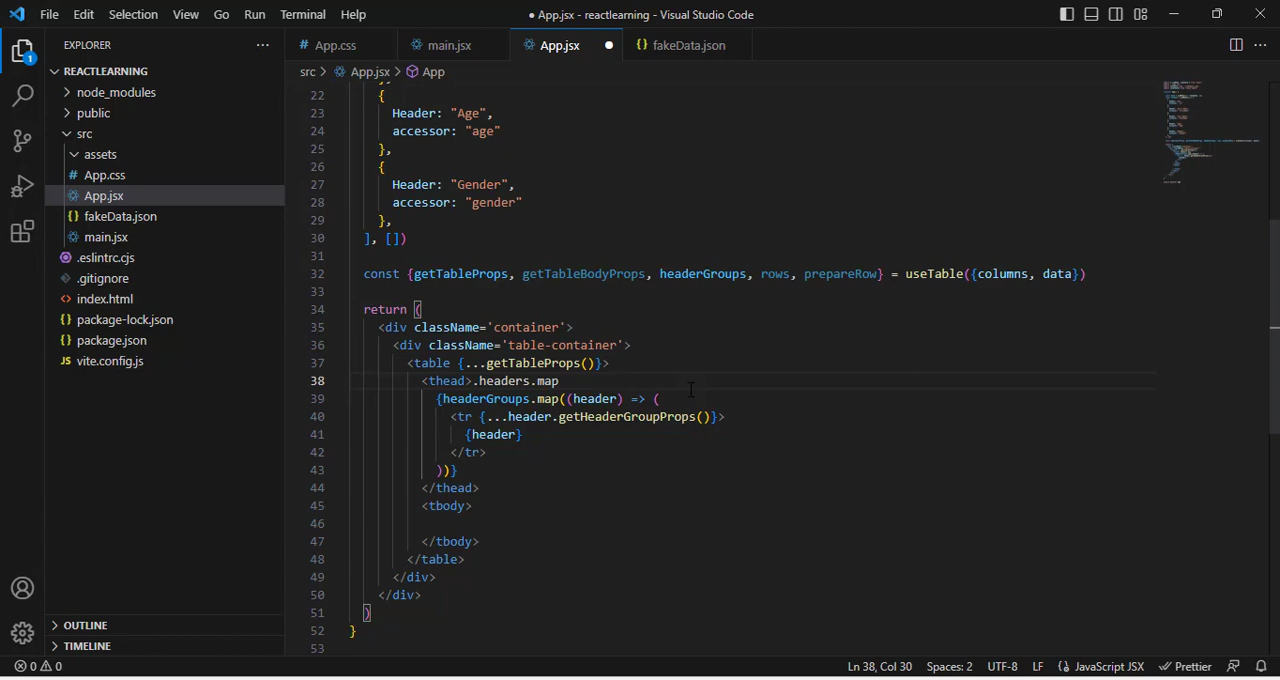 File Edit Selection View Go Run Terminal Help ● App.jsx - reactlearning - Visual Studio Code
EXPLORER
App.css main.jsx App.jsx fakeData.json
REACTLEARNING
src > App.jsx > App
node_modules
public
src
assets
App.css
App.jsx
fakeData.json
main.jsx
.eslintrc.cjs
.gitignore
index.html
package-lock.json
package.json
JS vite.config.js
OUTLINE
TIMELINE
1
22 {
23 Header: "Age",
24 accessor: "age"
25 },
26 {
27 Header: "Gender",
28 accessor: "gender"
29 },
30 ], [])
31
32 const {getTableProps, getTableBodyProps, headerGroups, rows, prepareRow} = useTable({columns, data})
33
34 return (
35 <div className='container'>
36 <div className='table-container'>
37 <table {...getTableProps()}>
38 <thead>.headers.map
39 {headerGroups.map((header) => (
40 <tr {...header.getHeaderGroupProps()}>
41 {header}
42 </tr>
43 ))}
44 </thead>
45 <tbody>
46
47 </tbody>
48 </table>
49 </div>
50 </div>
51 )
52 }
53
0 0 Ln 38, Col 30 Spaces: 2 UTF-8 LF {} JavaScript JSX Prettier